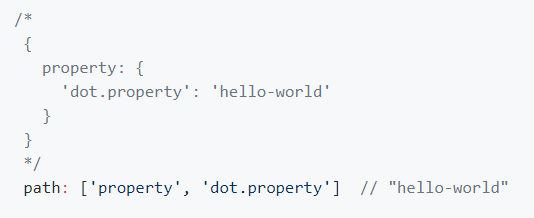 /*
 {
   property: {
     'dot.property': 'hello-world'
   }
 }
 */
 path: ['property', 'dot.property']  // "hello-world"